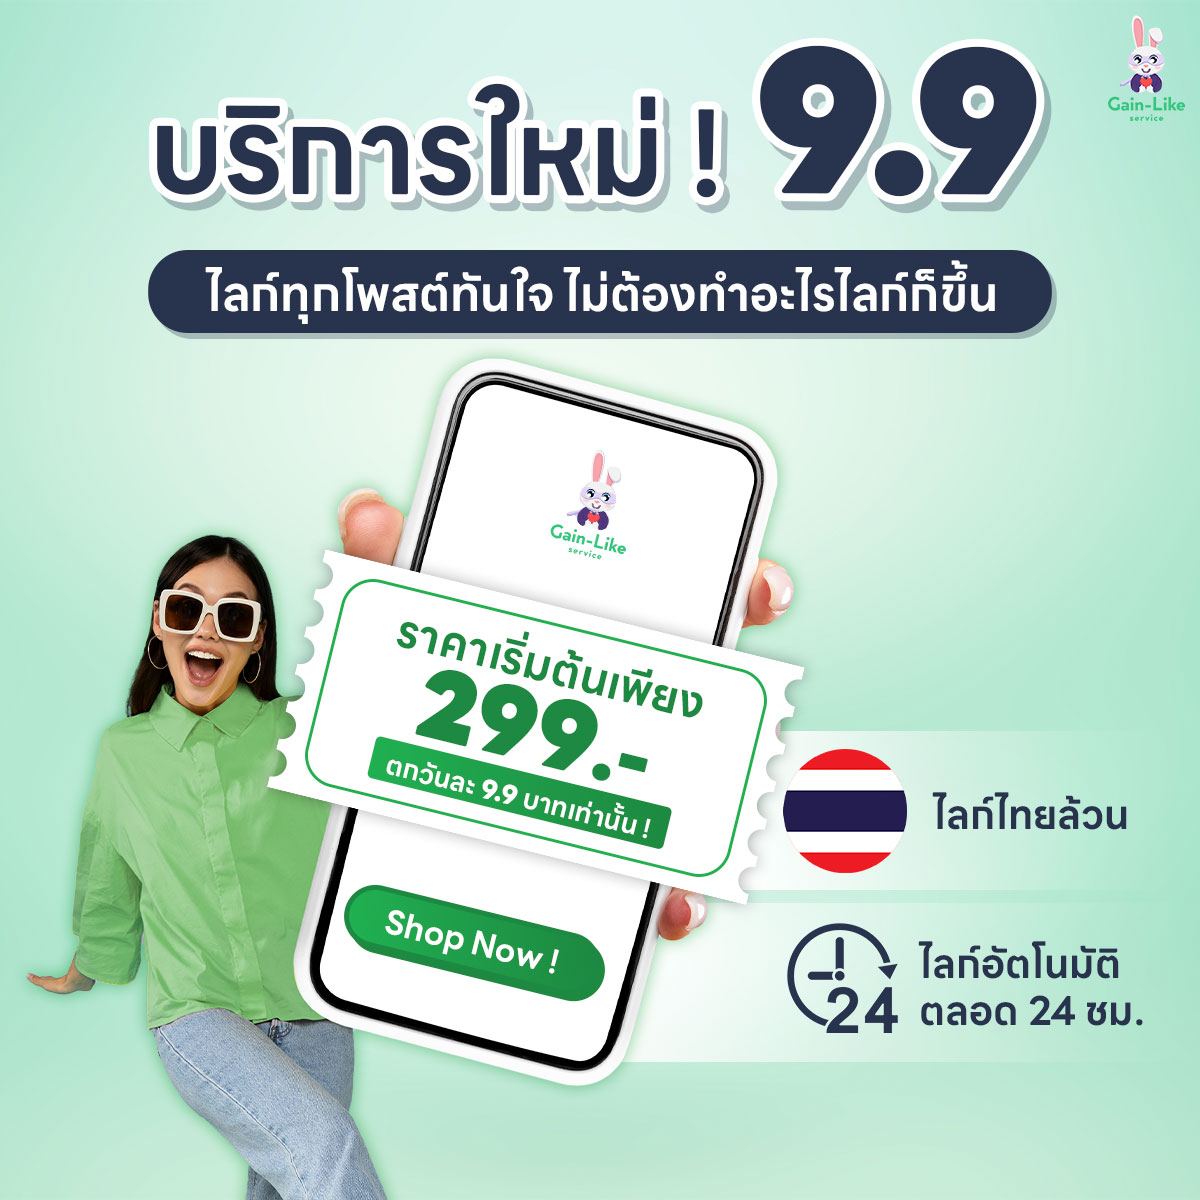 บริการใหม่ ! 9.9
Gain-Like
service
ไลก์ทุกโพสต์ทันใจ ไม่ต้องทำอะไรไลก์ก็ขึ้น
Gain-Like
service
ราคาเริ่มต้นเพียง
299.-
ตกวันละ 9.9 บาทเท่านั้น !
Shop Now !
ไลก์ไทยล้วน
24
ไลก์อัตโนมัติ
ตลอด 24 ชม.